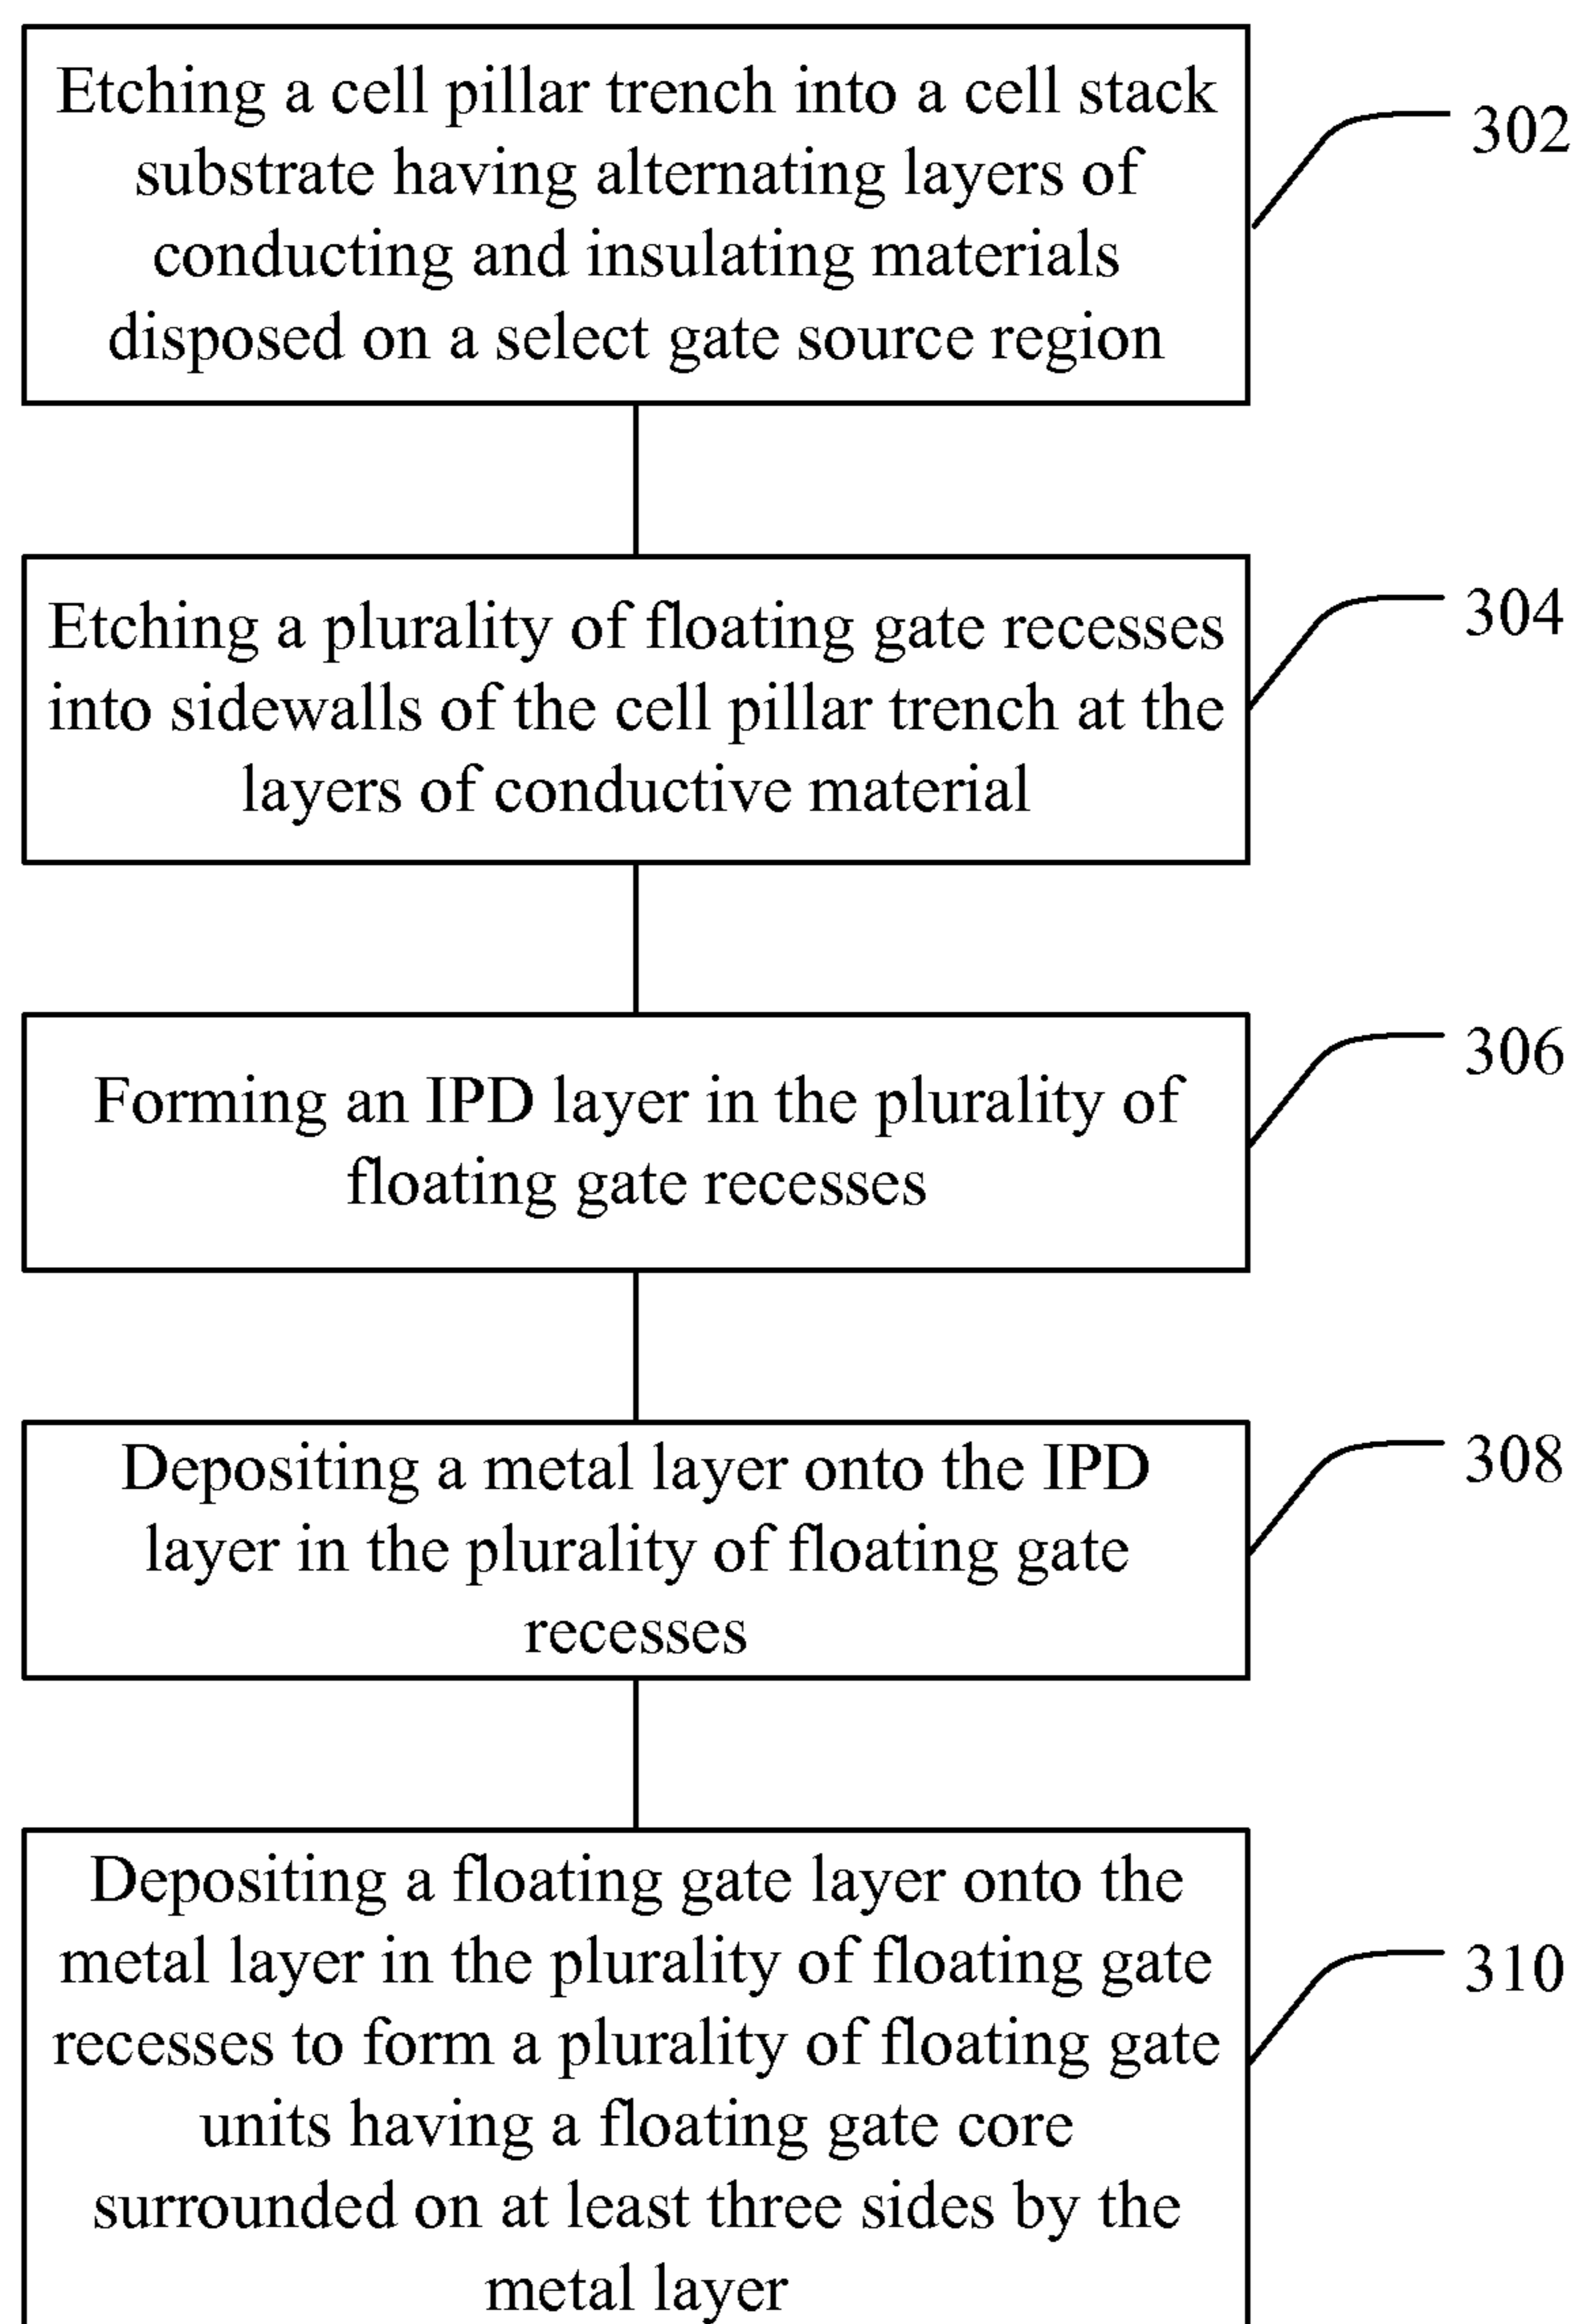 Etching a cell pillar trench into a cell stack
substrate having alternating layers of
conducting and insulating materials
disposed on a select gate source region
302
Etching a plurality of floating gate recesses
into sidewalls of the cell pillar trench at the
layers of conductive material
304
Forming an IPD layer in the plurality of
floating gate recesses
306
Depositing a metal layer onto the IPD
layer in the plurality of floating gate
recesses
308
Depositing a floating gate layer onto the
metal layer in the plurality of floating gate
recesses to form a plurality of floating gate
units having a floating gate core
surrounded on at least three sides by the
metal layer
310